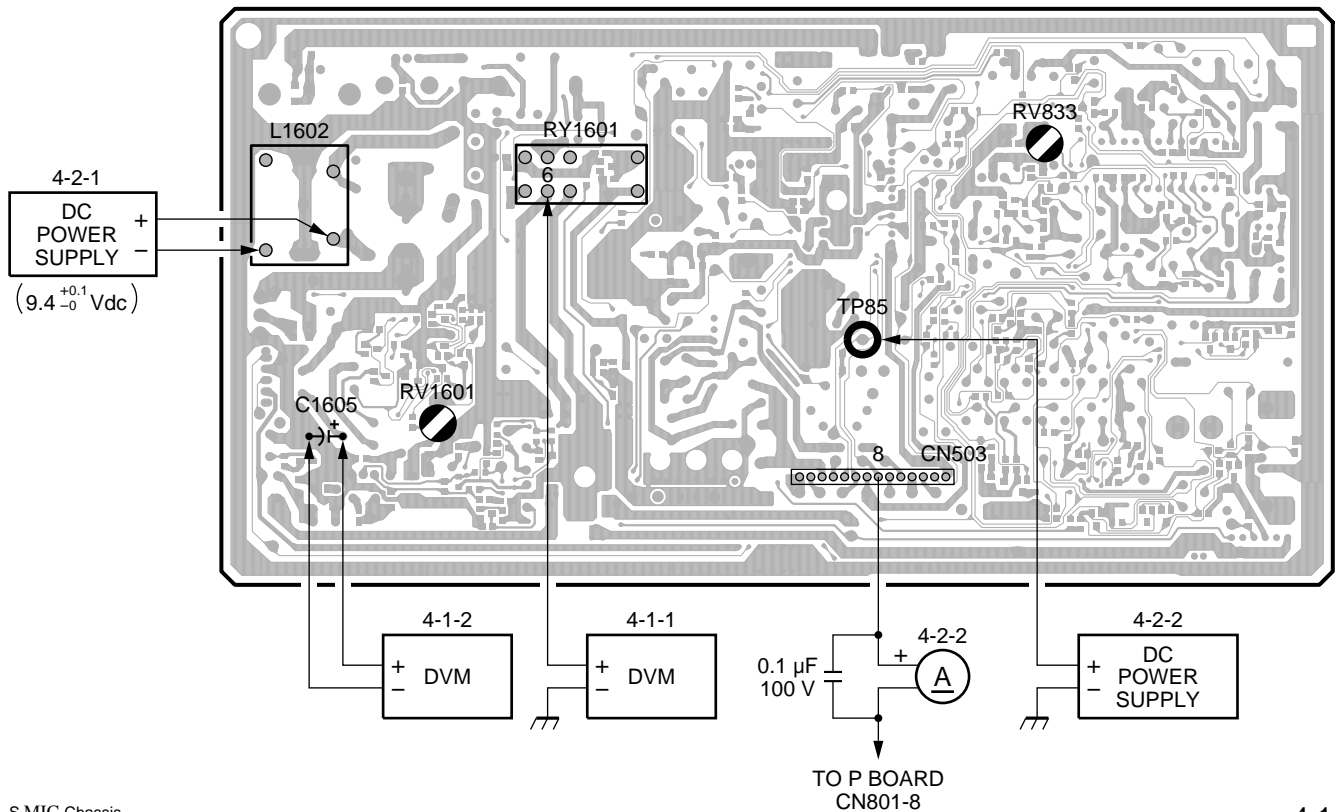 L1602
RY1601
RV833
6
4-2-1
DC
POWER
SUPPLY
+
−
(9.4 +0.1 −0 Vdc)
TP85
RV1601
C1605
+
8
CN503
4-1-2
+
−
DVM
4-1-1
+
−
DVM
0.1 µF
100 V
+
4-2-2
A
4-2-2
+
−
DC
POWER
SUPPLY
TO P BOARD
CN801-8